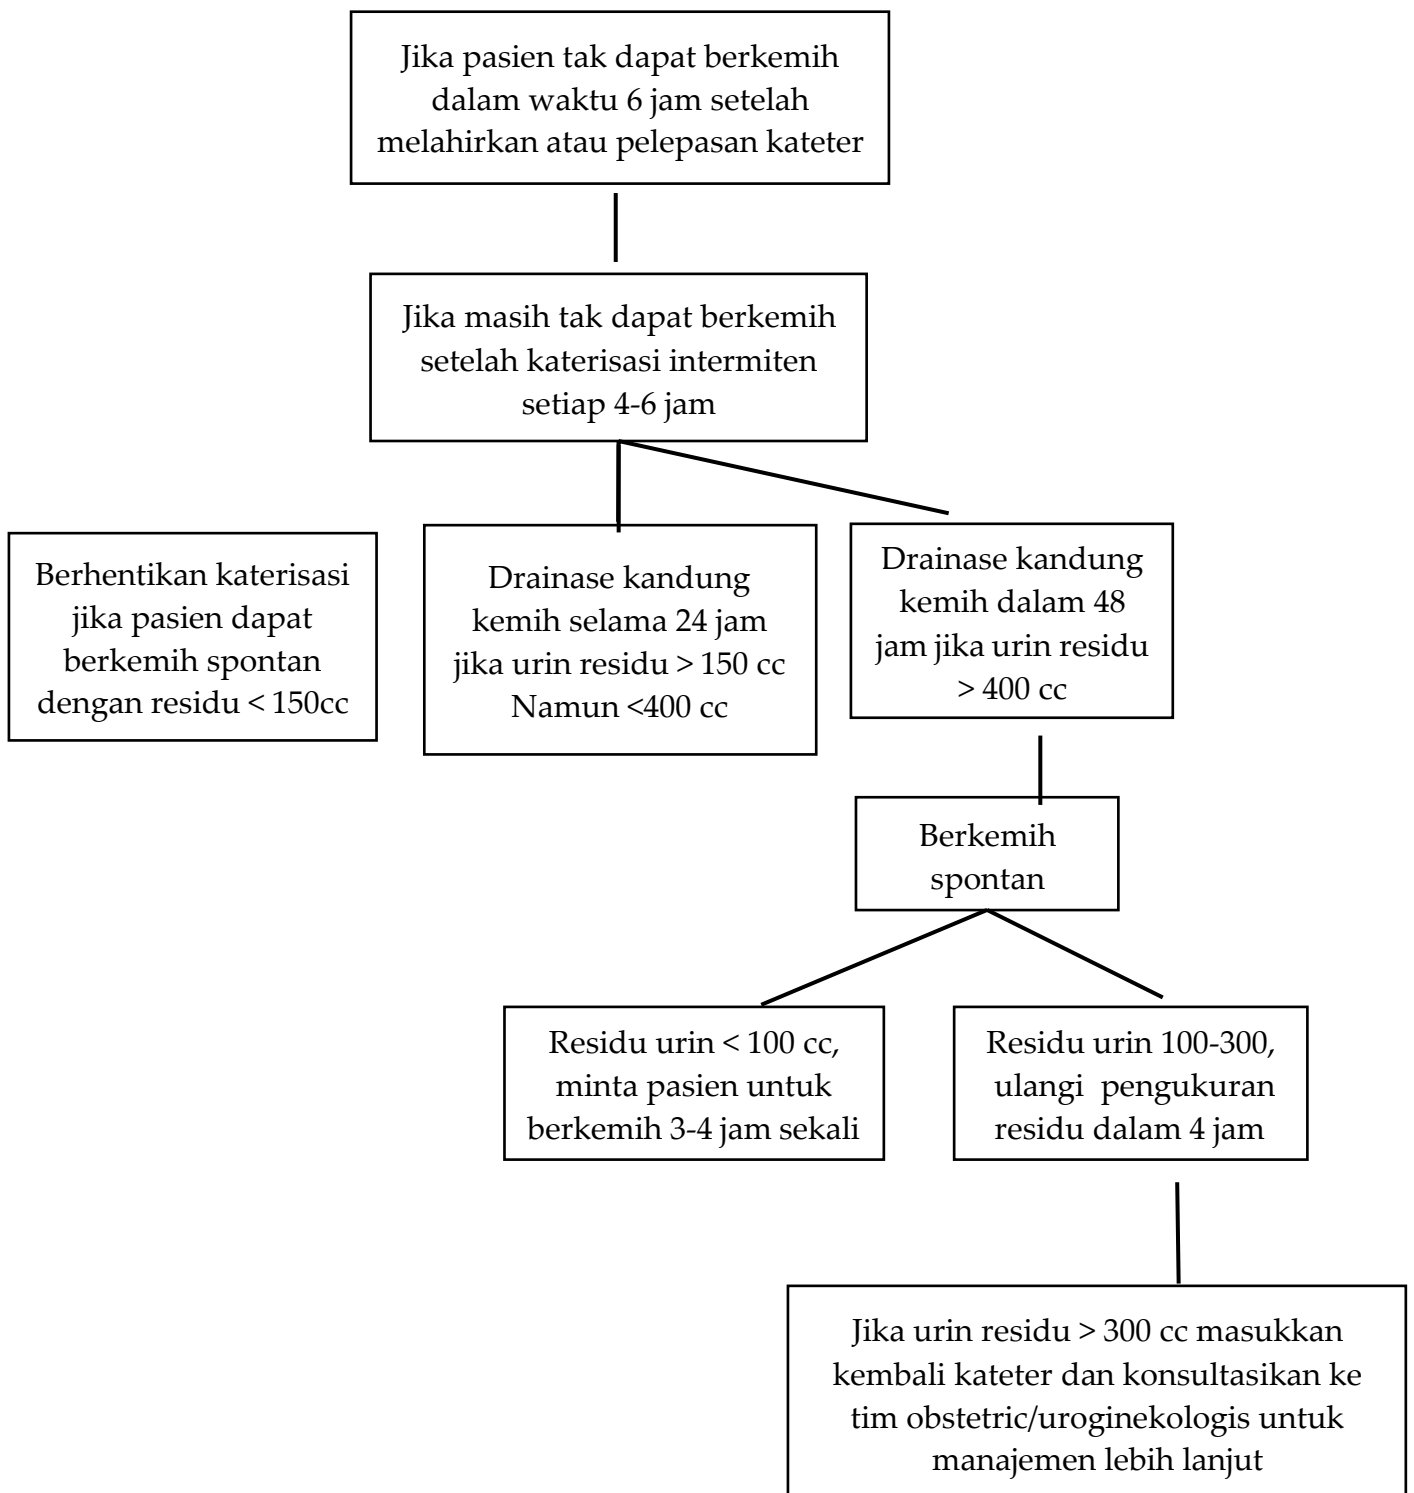 Jika pasien tak dapat berkemih
dalam waktu 6 jam setelah
melahirkan atau pelepasan kateter
Jika masih tak dapat berkemih
setelah katerisasi intermiten
setiap 4-6 jam
Berhentikan katerisasi
jika pasien dapat
berkemih spontan
dengan residu < 150cc
Drainase kandung
kemih selama 24 jam
jika urin residu > 150 cc
Namun <400 cc
Drainase kandung
kemih dalam 48
jam jika urin residu
> 400 cc
Berkemih
spontan
Residu urin < 100 cc,
minta pasien untuk
berkemih 3-4 jam sekali
Residu urin 100-300,
ulangi pengukuran
residu dalam 4 jam
Jika urin residu > 300 cc masukkan
kembali kateter dan konsultasikan ke
tim obstetric/uroginekologis untuk
manajemen lebih lanjut